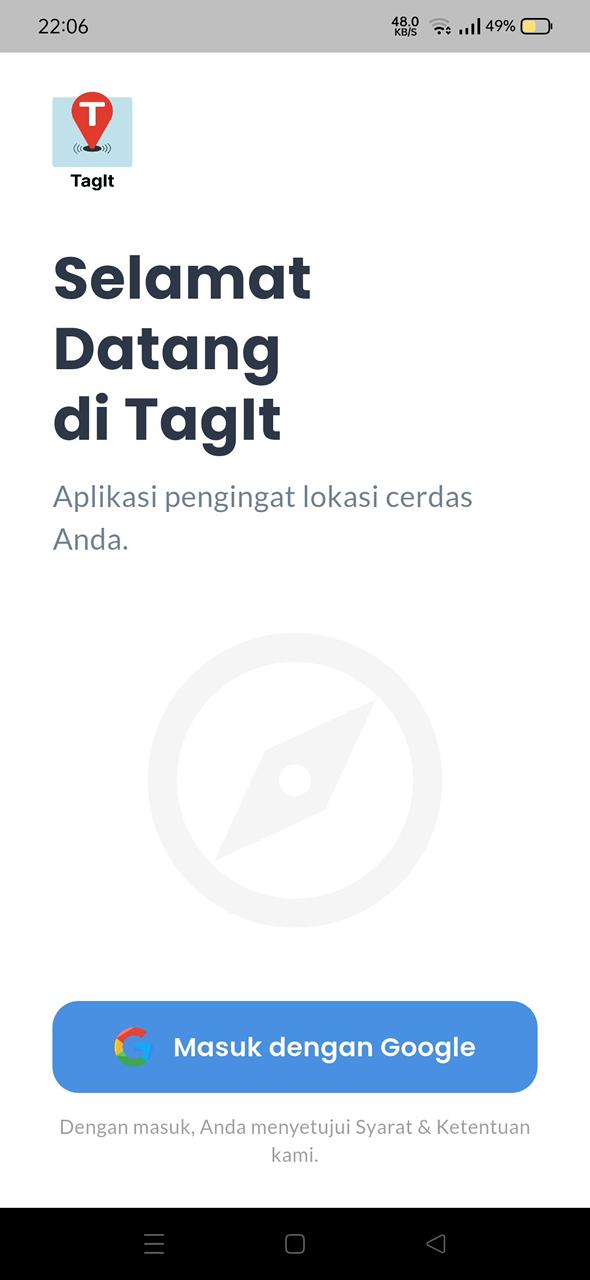 22:06
48.0
KB/S
49%
T
TagIt
Selamat
Datang
di TagIt
Aplikasi pengingat lokasi cerdas
Anda.
Masuk dengan Google
Dengan masuk, Anda menyetujui Syarat & Ketentuan
kami.